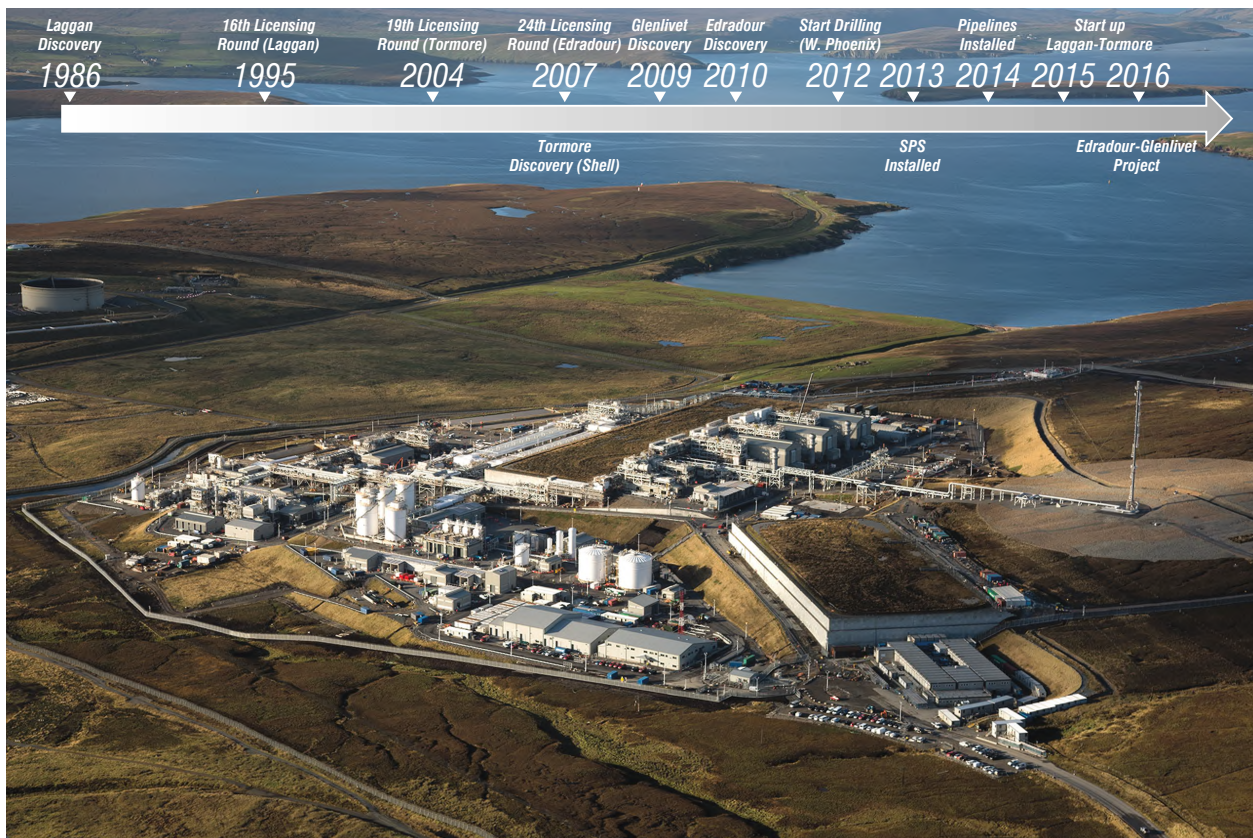 Laggan
Discovery
1986
16th Licensing
Round (Laggan)
1995
19th Licensing
Round (Tormore)
2004
24th Licensing
Round (Edradour)
2007
Glenlivet
Discovery
2009
Edradour
Discovery
2010
Start Drilling
(W. Phoenix)
2012
2013
Pipelines
Installed
2014
Start up
Laggan-Tormore
2015
2016
Tormore
Discovery (Shell)
SPS
Installed
Edradour-Glenlivet
Project